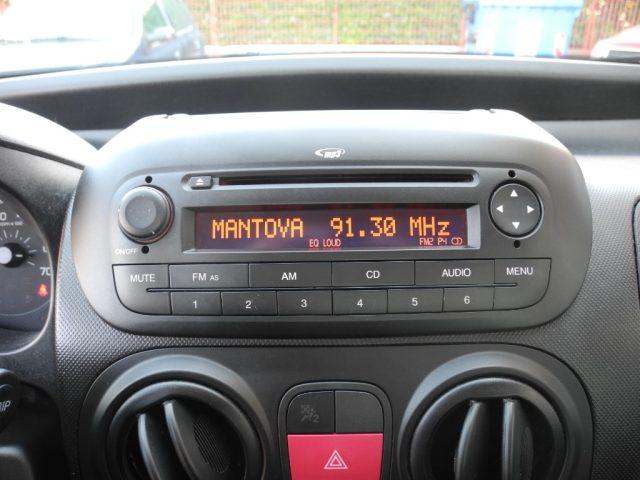 mp3
MANTOVA 91.30 MHz
EQ LOUD FM2 P4 CD
ON/OFF
MUTE FM AS AM CD AUDIO MENU
1 2 3 4 5 6
70